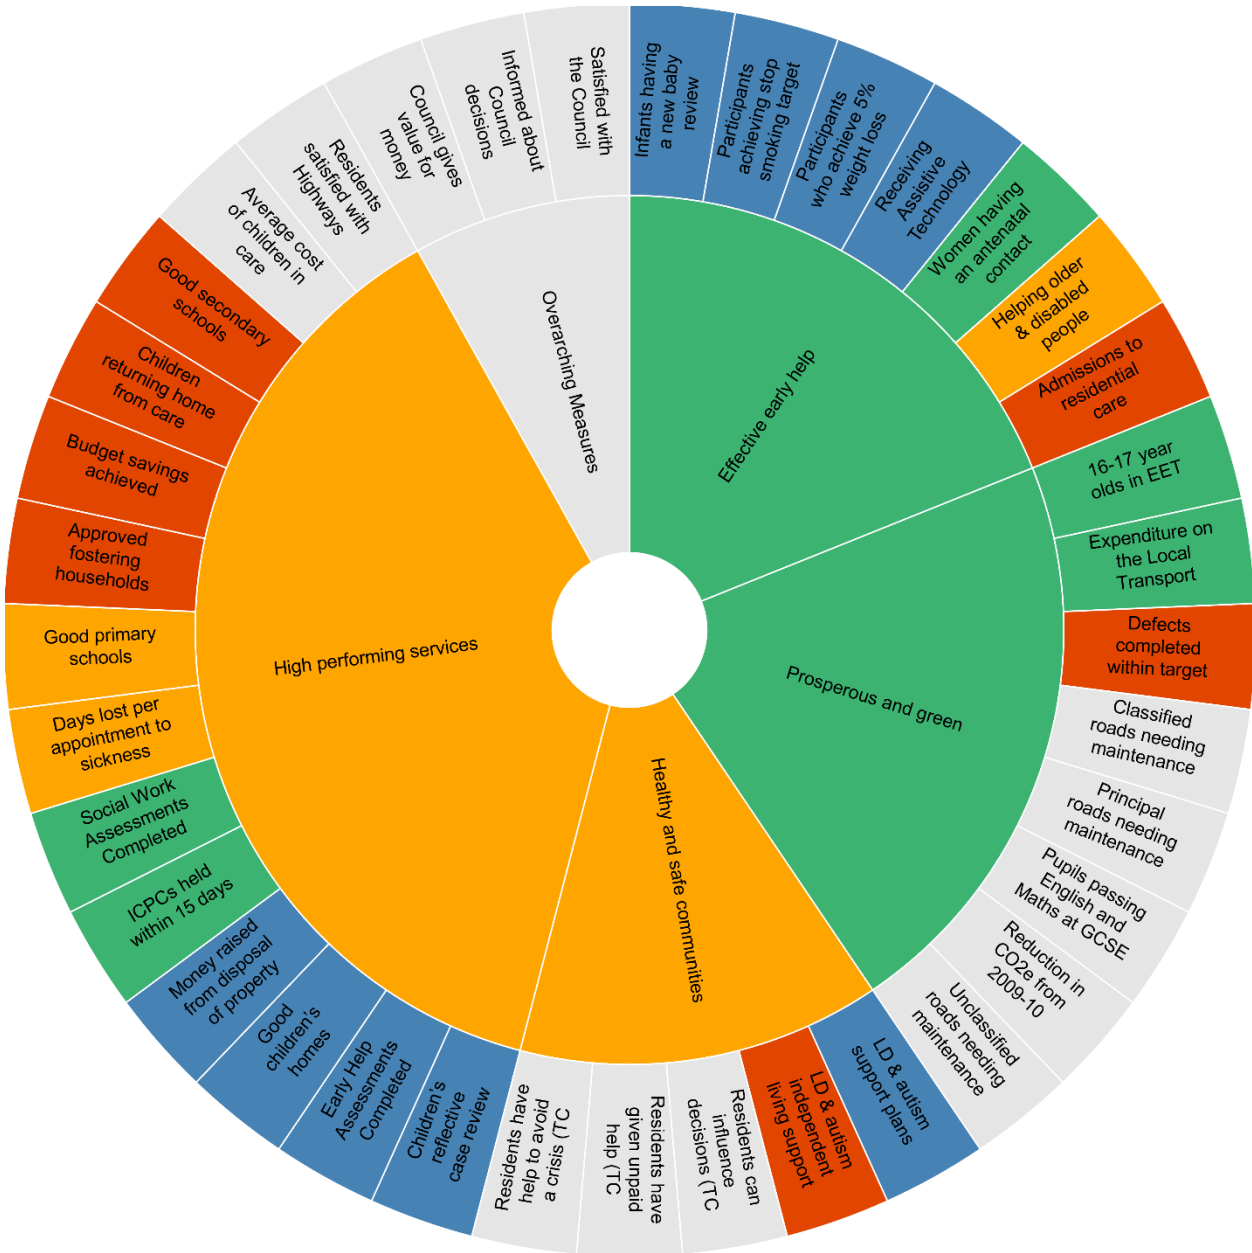 Infants having
a new baby
review
Participants
achieving stop
smoking target
Participants
who achieve 5%
weight loss
Receiving
Assistive
Technology
Women having
an antenatal
contact
Helping older
& disabled
people
Admissions to
residential
care
16-17 year
olds in EET
Expenditure on
the Local
Transport
Defects
completed
within target
Classified
roads needing
maintenance
Principal
roads needing
maintenance
Pupils passing
English and
Maths at GCSE
Reduction in
CO2e from
2009-10
Unclassified
roads needing
maintenance
LD & autism
support plans
LD & autism
independent
living support
Residents can
influence
decisions (TC
Residents have
given unpaid
help (TC
Residents have
help to avoid
a crisis (TC
Children's
reflective
case review
Early Help
Assessments
Completed
Good
children's
homes
Money raised
from disposal
of property
ICPCs held
within 15 days
Social Work
Assessments
Completed
Days lost per
appointment to
sickness
Good primary
schools
Approved
fostering
households
Budget savings
achieved
Children
returning home
from care
Good secondary
schools
Average cost
of children in
care
Residents
satisfied with
Highways
Council gives
value for
money
Informed about
Council
decisions
Satisfied with
the Council
Effective early help
Prosperous and green
Healthy and safe communities
High performing services
Overarching Measures